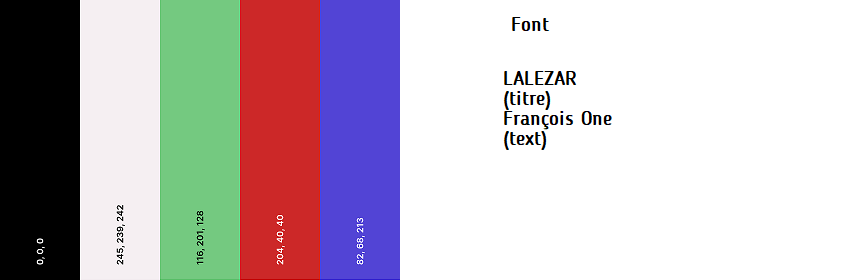 0, 0, 0
245, 239, 242
116, 201, 128
204, 40, 40
82, 68, 213
Font
LALEZAR
(titre)
François One
(text)